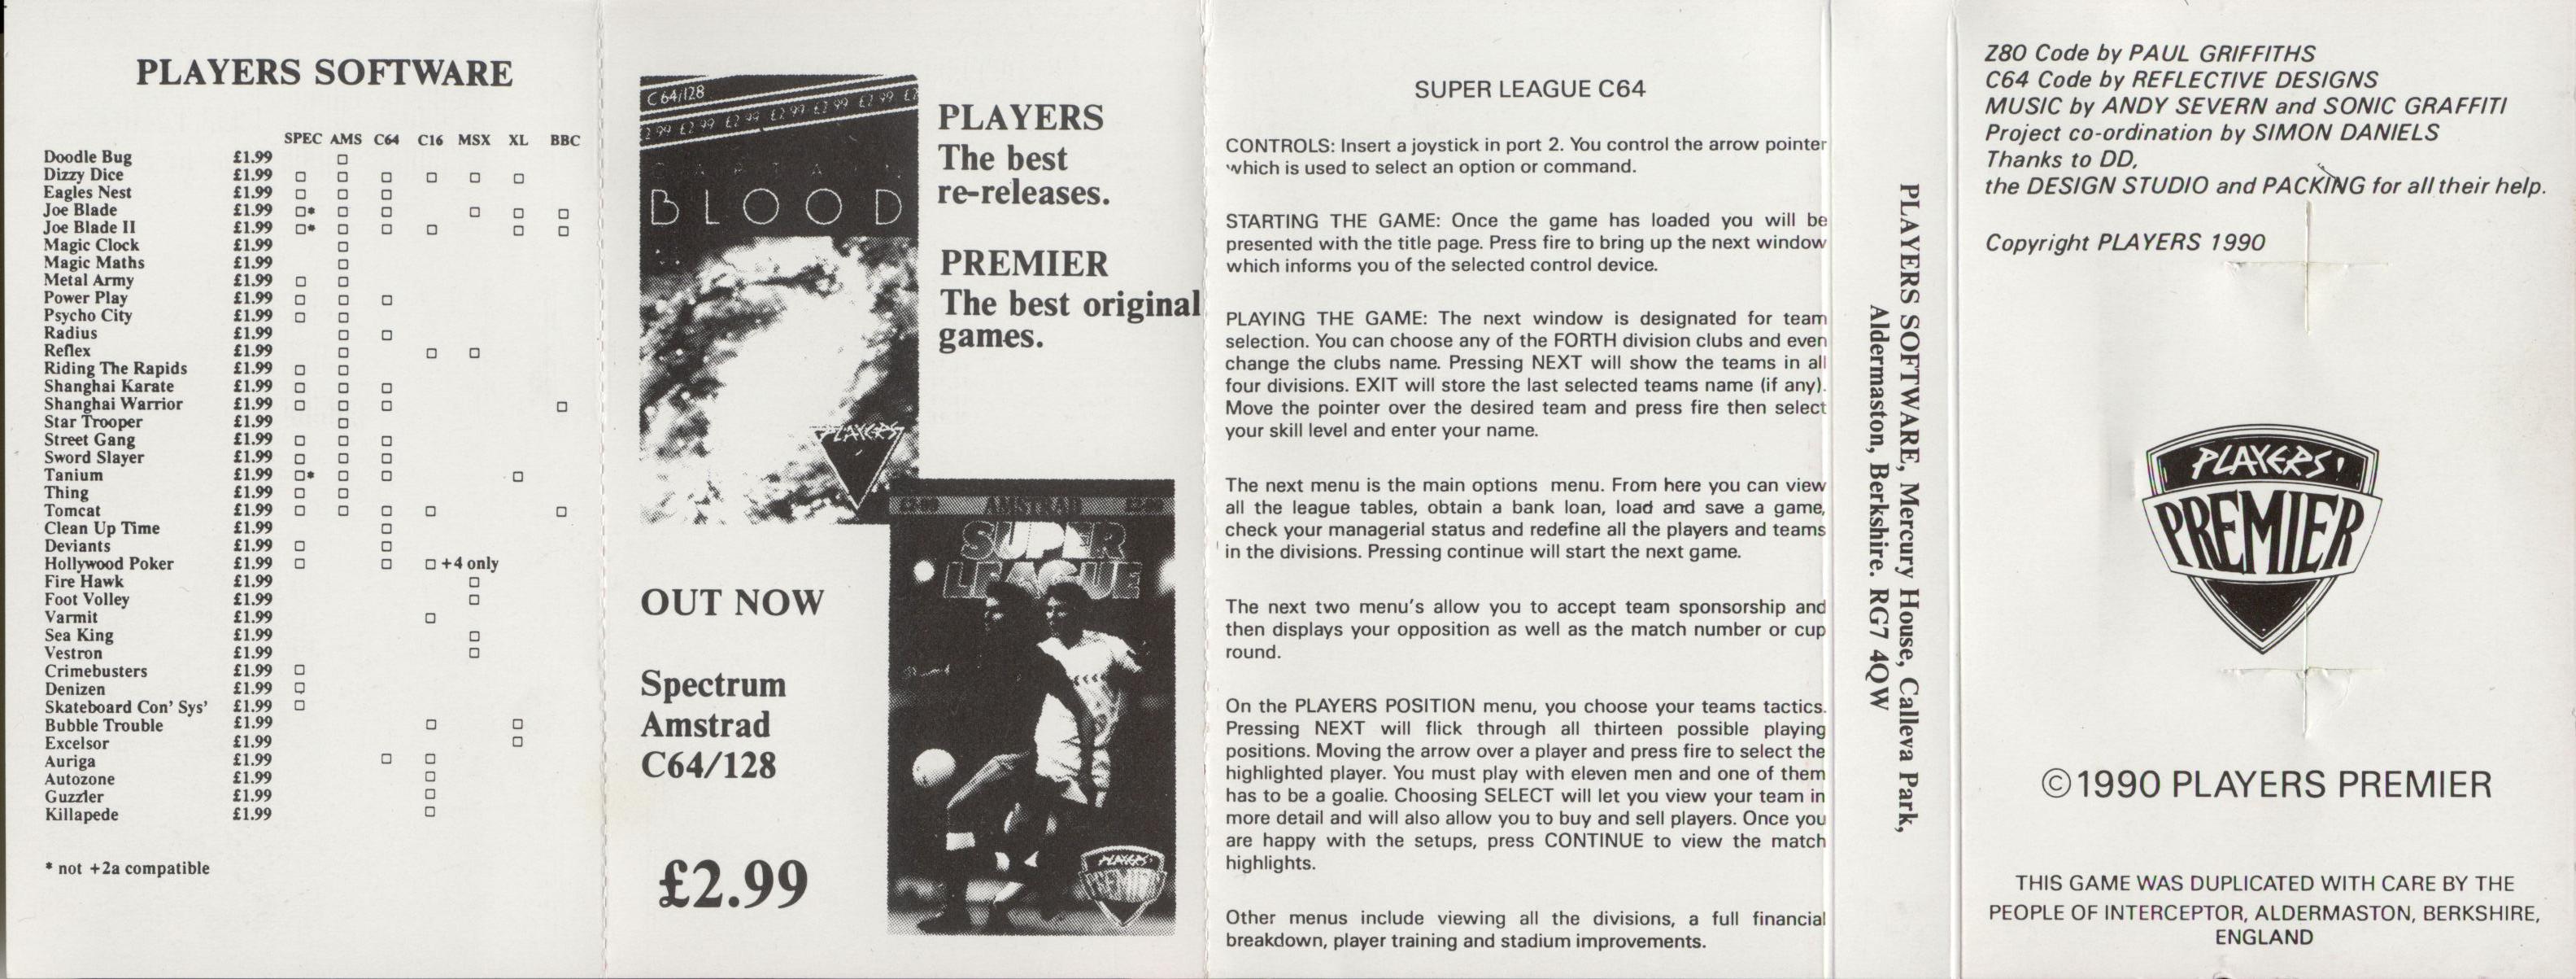 PLAYERS SOFTWARE
SPEC AMS C64 C16 MSX XL BBC
Doodle Bug £1.99 □
Dizzy Dice £1.99 □ □ □ □ □ □
Eagles Nest £1.99 □ □ □
Joe Blade £1.99 □* □ □ □ □ □
Joe Blade II £1.99 □* □ □ □ □ □
Magic Clock £1.99 □
Magic Maths £1.99 □
Metal Army £1.99 □ □
Power Play £1.99 □ □ □
Psycho City £1.99 □ □
Radius £1.99 □ □
Reflex £1.99 □ □ □
Riding The Rapids £1.99 □ □
Shanghai Karate £1.99 □ □ □
Shanghai Warrior £1.99 □ □ □ □
Star Trooper £1.99 □
Street Gang £1.99 □ □ □
Sword Slayer £1.99 □ □ □
Tanium £1.99 □* □ □ □
Thing £1.99 □ □
Tomcat £1.99 □ □ □ □ □
Clean Up Time £1.99 □
Deviants £1.99 □ □
Hollywood Poker £1.99 □ □ □ +4 only
Fire Hawk £1.99 □
Foot Volley £1.99 □
Varmit £1.99 □
Sea King £1.99 □
Vestron £1.99 □
Crimebusters £1.99 □
Denizen £1.99 □
Skateboard Con' Sys' £1.99 □
Bubble Trouble £1.99 □ □
Excelsor £1.99 □
Auriga £1.99 □ □
Autozone £1.99 □
Guzzler £1.99 □
Killapede £1.99 □
* not +2a compatible
C64/128
2.99 £2.99 £2.99 £2.99 £2.99 £2.99 £2
CAPTAIN
BLOOD
PLAYERS
PLAYERS
The best
re-releases.
PREMIER
The best original
games.
£2.99 AMSTRAD £2.99
SUPER
LEAGUE
PLAYERS'
PREMIER
OUT NOW
Spectrum
Amstrad
C64/128
£2.99
SUPER LEAGUE C64
CONTROLS: Insert a joystick in port 2. You control the arrow pointer
which is used to select an option or command.
STARTING THE GAME: Once the game has loaded you will be
presented with the title page. Press fire to bring up the next window
which informs you of the selected control device.
PLAYING THE GAME: The next window is designated for team
selection. You can choose any of the FORTH division clubs and even
change the clubs name. Pressing NEXT will show the teams in all
four divisions. EXIT will store the last selected teams name (if any).
Move the pointer over the desired team and press fire then select
your skill level and enter your name.
The next menu is the main options menu. From here you can view
all the league tables, obtain a bank loan, load and save a game,
check your managerial status and redefine all the players and teams
in the divisions. Pressing continue will start the next game.
The next two menu's allow you to accept team sponsorship and
then displays your opposition as well as the match number or cup
round.
On the PLAYERS POSITION menu, you choose your teams tactics.
Pressing NEXT will flick through all thirteen possible playing
positions. Moving the arrow over a player and press fire to select the
highlighted player. You must play with eleven men and one of them
has to be a goalie. Choosing SELECT will let you view your team in
more detail and will also allow you to buy and sell players. Once you
are happy with the setups, press CONTINUE to view the match
highlights.
Other menus include viewing all the divisions, a full financial
breakdown, player training and stadium improvements.
PLAYERS SOFTWARE, Mercury House, Calleva Park,
Aldermaston, Berkshire. RG7 4QW
Z80 Code by PAUL GRIFFITHS
C64 Code by REFLECTIVE DESIGNS
MUSIC by ANDY SEVERN and SONIC GRAFFITI
Project co-ordination by SIMON DANIELS
Thanks to DD,
the DESIGN STUDIO and PACKING for all their help.
Copyright PLAYERS 1990
PLAYERS'
PREMIER
©1990 PLAYERS PREMIER
THIS GAME WAS DUPLICATED WITH CARE BY THE
PEOPLE OF INTERCEPTOR, ALDERMASTON, BERKSHIRE,
ENGLAND